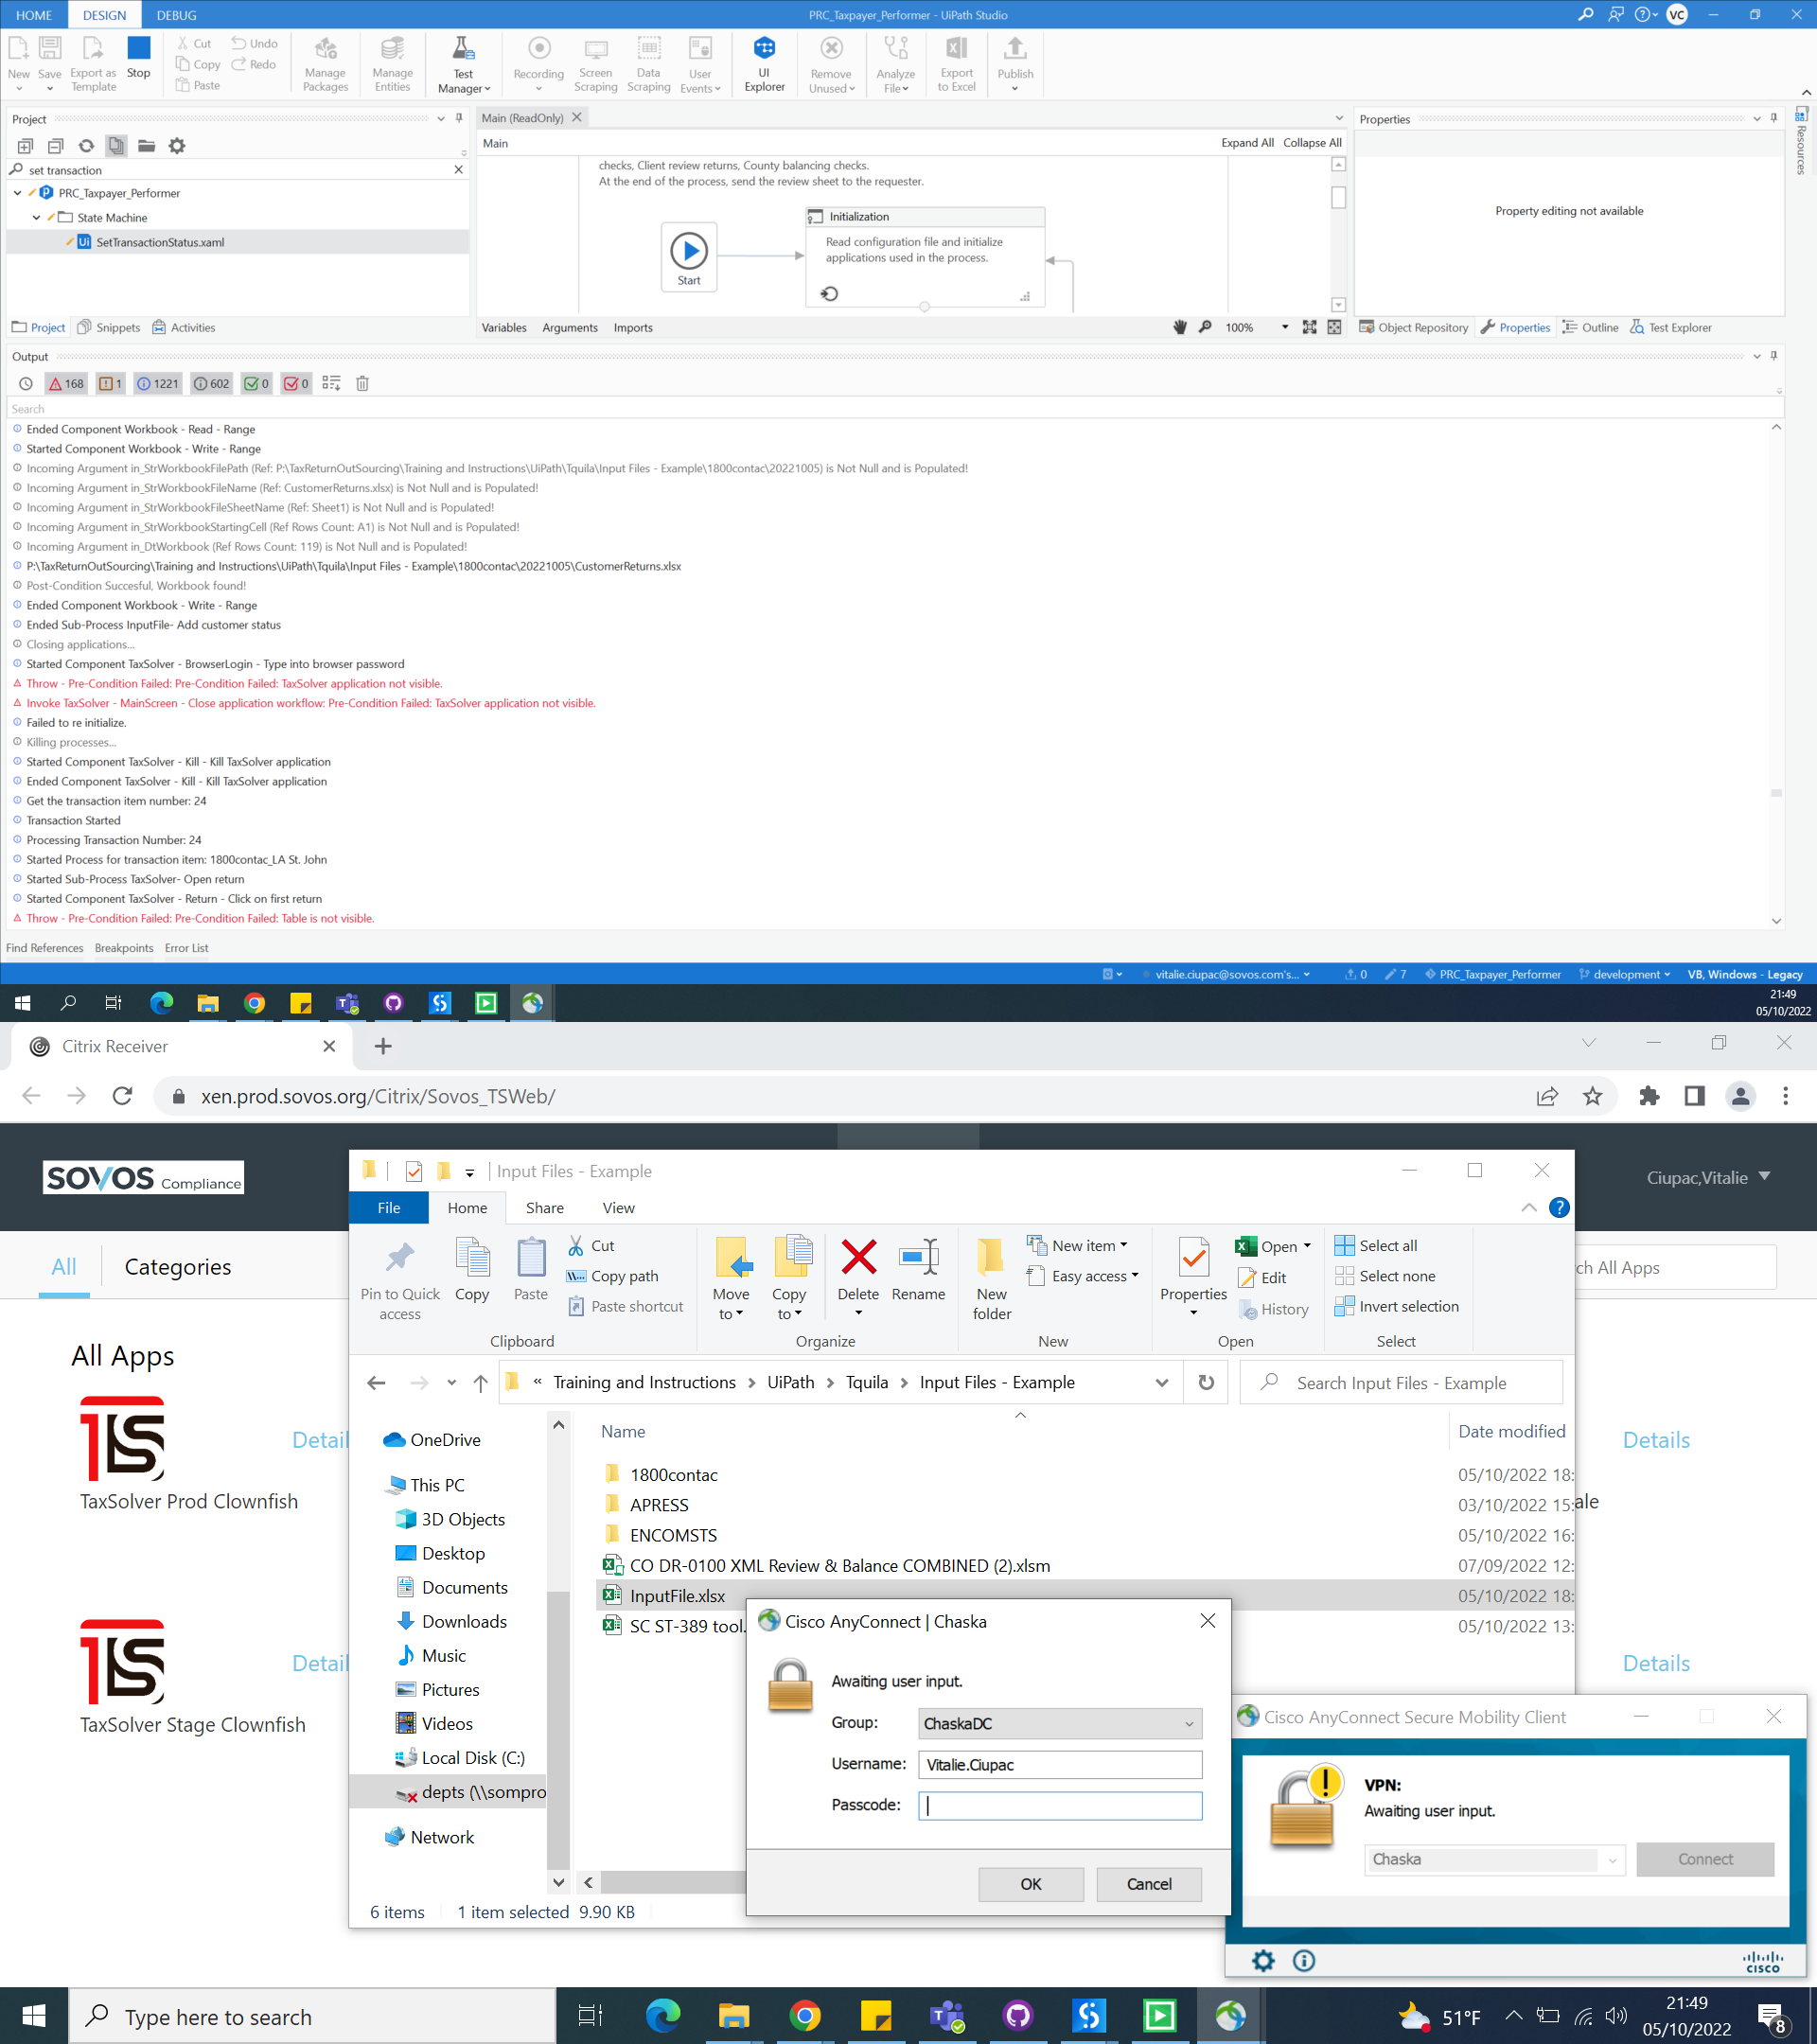 HOME DESIGN DEBUG PRC_Taxpayer_Performer - UiPath Studio VC
New Save Export as Template Stop Cut Copy Paste Undo Redo Manage Packages Manage Entities Test Manager Recording Screen Scraping Data Scraping User Events UI Explorer Remove Unused Analyze File Export to Excel Publish
Project Main (ReadOnly) Properties Resources
Main Expand All Collapse All
set transaction
PRC_Taxpayer_Performer
State Machine
SetTransactionStatus.xaml
checks, Client review returns, County balancing checks.
At the end of the process, send the review sheet to the requester.
Start
Initialization
Read configuration file and initialize
applications used in the process.
Property editing not available
Project Snippets Activities Variables Arguments Imports 100% Object Repository Properties Outline Test Explorer
Output
168 1 1221 602 0 0
Search
Ended Component Workbook - Read - Range
Started Component Workbook - Write - Range
Incoming Argument in_StrWorkbookFilePath (Ref: P:\TaxReturnOutSourcing\Training and Instructions\UiPath\Tquila\Input Files - Example\1800contac\20221005) is Not Null and is Populated!
Incoming Argument in_StrWorkbookFileName (Ref: CustomerReturns.xlsx) is Not Null and is Populated!
Incoming Argument in_StrWorkbookFileSheetName (Ref: Sheet1) is Not Null and is Populated!
Incoming Argument in_StrWorkbookStartingCell (Ref Rows Count: A1) is Not Null and is Populated!
Incoming Argument in_DtWorkbook (Ref Rows Count: 119) is Not Null and is Populated!
P:\TaxReturnOutSourcing\Training and Instructions\UiPath\Tquila\Input Files - Example\1800contac\20221005\CustomerReturns.xlsx
Post-Condition Succesful, Workbook found!
Ended Component Workbook - Write - Range
Ended Sub-Process InputFile- Add customer status
Closing applications...
Started Component TaxSolver - BrowserLogin - Type into browser password
Throw - Pre-Condition Failed: Pre-Condition Failed: TaxSolver application not visible.
Invoke TaxSolver - MainScreen - Close application workflow: Pre-Condition Failed: TaxSolver application not visible.
Failed to re initialize.
Killing processes...
Started Component TaxSolver - Kill - Kill TaxSolver application
Ended Component TaxSolver - Kill - Kill TaxSolver application
Get the transaction item number: 24
Transaction Started
Processing Transaction Number: 24
Started Process for transaction item: 1800contac_LA St. John
Started Sub-Process TaxSolver- Open return
Started Component TaxSolver - Return - Click on first return
Throw - Pre-Condition Failed: Pre-Condition Failed: Table is not visible.
Find References Breakpoints Error List
vitalie.ciupac@sovos.com's... 0 7 PRC_Taxpayer_Performer development VB, Windows - Legacy
21:49
05/10/2022
Citrix Receiver
xen.prod.sovos.org/Citrix/Sovos_TSWeb/
SOVOS Compliance
Ciupac,Vitalie
All Categories
ch All Apps
All Apps
Detail
TaxSolver Prod Clownfish
Detail
TaxSolver Stage Clownfish
Details
ale
Details
Input Files - Example
File Home Share View
Pin to Quick access Copy Paste Cut Copy path Paste shortcut Move to Copy to Delete Rename New folder New item Easy access Properties Open Edit History Select all Select none Invert selection
Clipboard Organize New Open Select
« Training and Instructions > UiPath > Tquila > Input Files - Example
Search Input Files - Example
OneDrive
This PC
3D Objects
Desktop
Documents
Downloads
Music
Pictures
Videos
Local Disk (C:)
depts (\\sompro
Network
Name Date modified
1800contac 05/10/2022 18:
APRESS 03/10/2022 15:
ENCOMSTS 05/10/2022 16:
CO DR-0100 XML Review & Balance COMBINED (2).xlsm 07/09/2022 12:
InputFile.xlsx 05/10/2022 18:
SC ST-389 tool. 05/10/2022 13:
6 items 1 item selected 9.90 KB
Cisco AnyConnect | Chaska
Awaiting user input.
Group: ChaskaDC
Username: Vitalie.Ciupac
Passcode:
OK Cancel
Cisco AnyConnect Secure Mobility Client
VPN:
Awaiting user input.
Chaska Connect
CISCO
Type here to search
51°F
21:49
05/10/2022
8